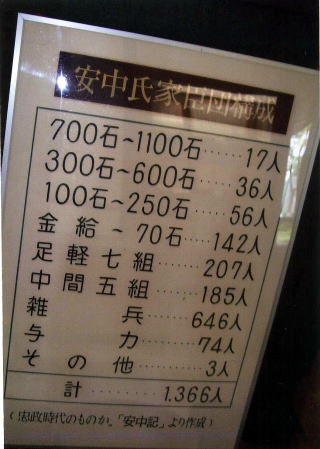 安中氏家臣団構成
700石~1100石……17人
300石~600石……36人
100石~250石……56人
金給~70石……142人
足軽七組……207人
中間五組……185人
雑兵……646人
与力……74人
その他……3人
計………1.366人
(忠政時代のものか。「安中記」より作成)